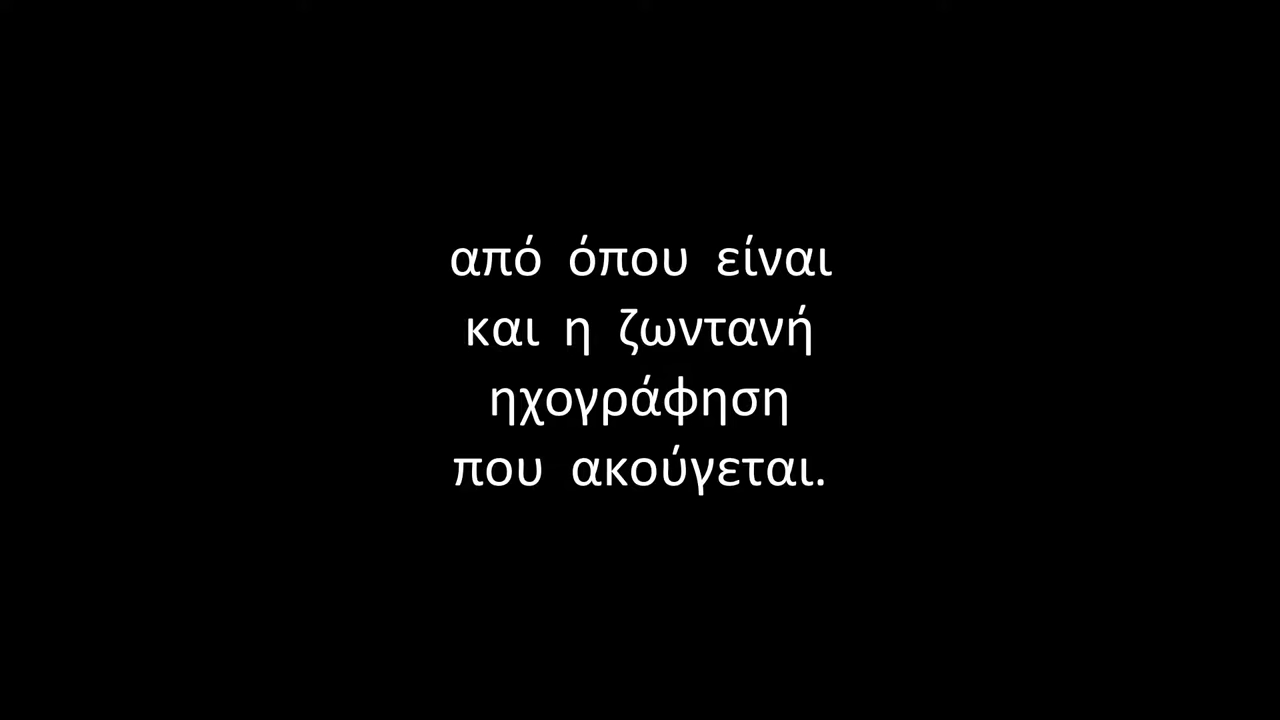 από όπου είναι
και η ζωντανή
ηχογράφηση
που ακούγεται.